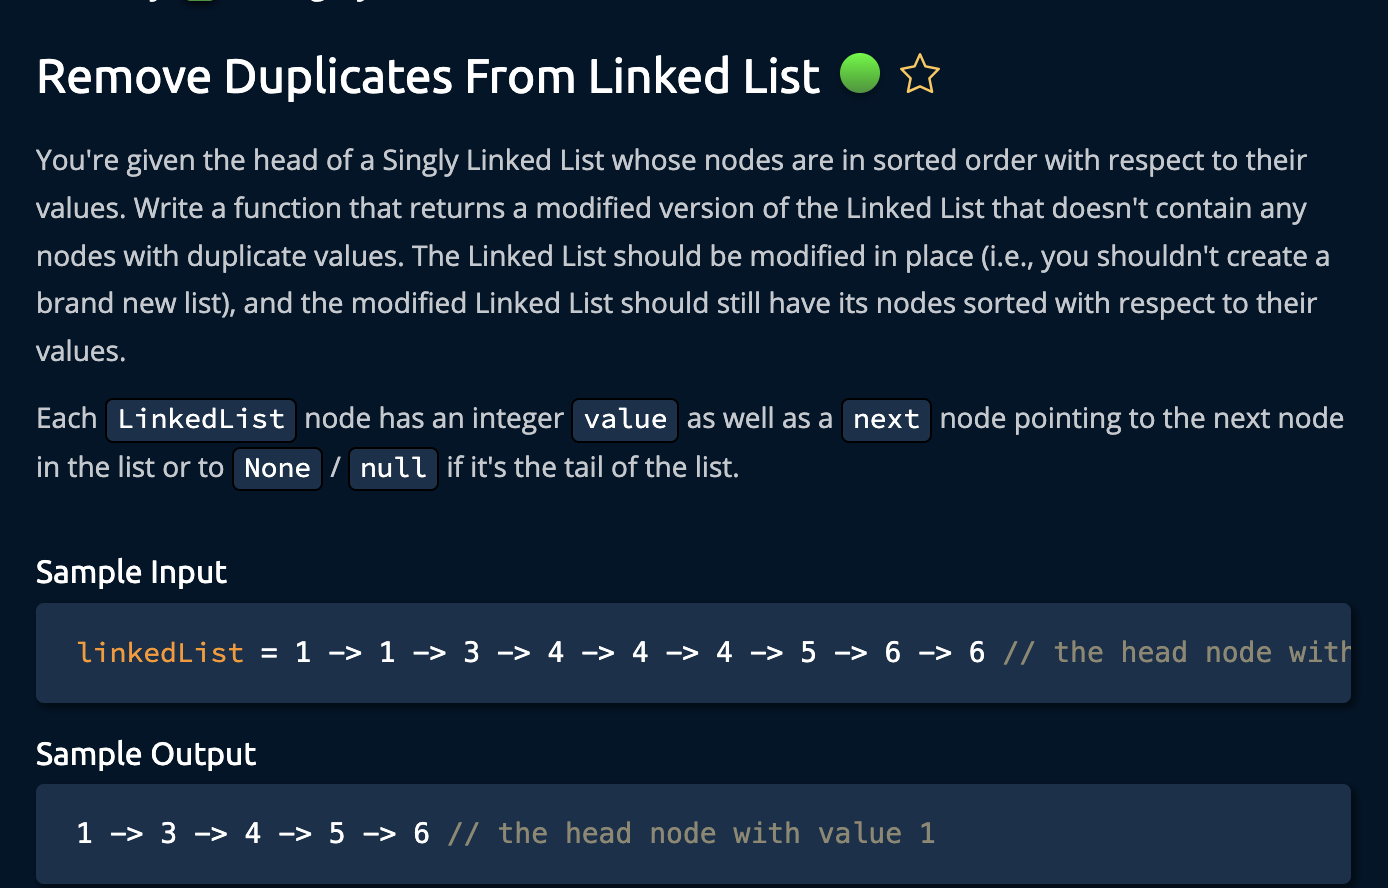 Remove Duplicates From Linked List
You're given the head of a Singly Linked List whose nodes are in sorted order with respect to their
values. Write a function that returns a modified version of the Linked List that doesn't contain any
nodes with duplicate values. The Linked List should be modified in place (i.e., you shouldn't create a
brand new list), and the modified Linked List should still have its nodes sorted with respect to their
values.
Each LinkedList node has an integer value as well as a next node pointing to the next node
in the list or to None / null if it's the tail of the list.
Sample Input
linkedList = 1 -> 1 -> 3 -> 4 -> 4 -> 4 -> 5 -> 6 -> 6 // the head node with
Sample Output
1 -> 3 -> 4 -> 5 -> 6 // the head node with value 1